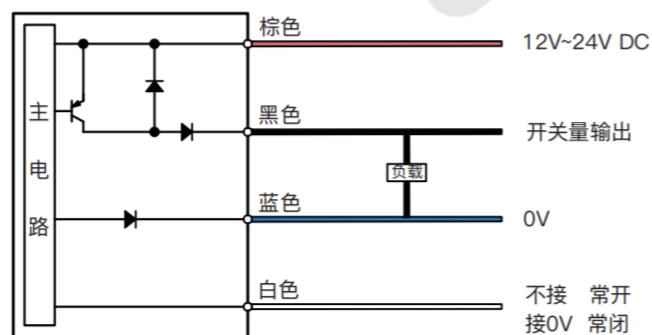 棕色
12V~24V DC
主电路
黑色
开关量输出
负载
蓝色
0V
白色
不接 常开
接0V 常闭